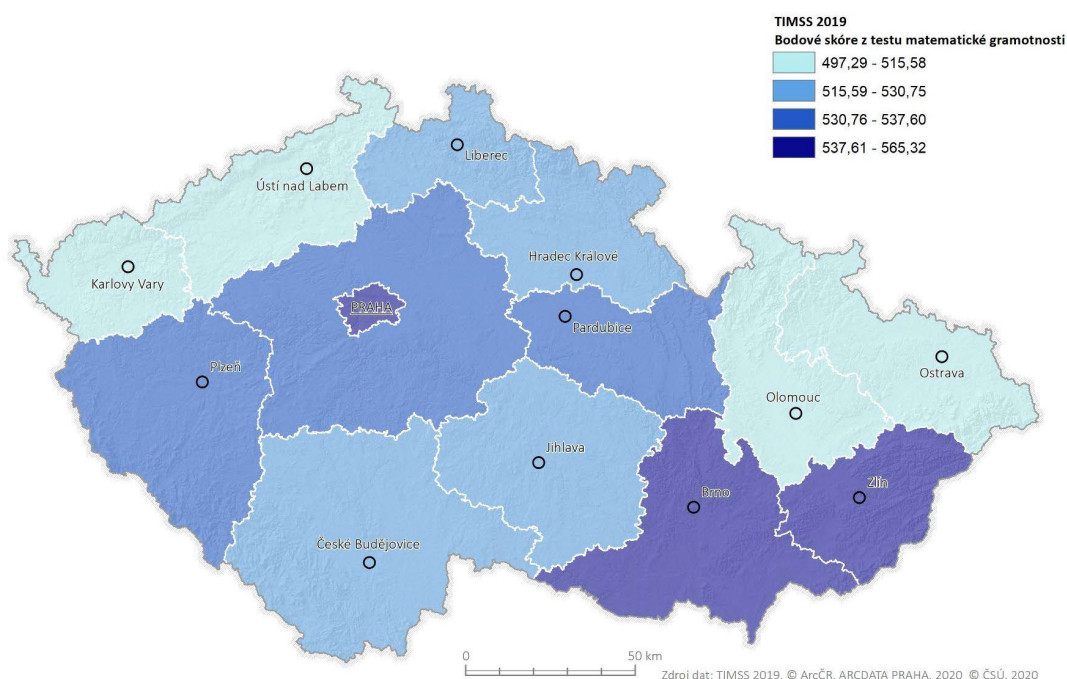 TIMSS 2019
Bodové skóre z testu matematické gramotnosti
497,29 - 515,58
515,59 - 530,75
530,76 - 537,60
537,61 - 565,32
Liberec
Ústí nad Labem
Hradec Králové
Karlovy Vary
PRAHA
Pardubice
Plzeň
Ostrava
Olomouc
Jihlava
Zlín
Brno
České Budějovice
0 50 km
Zdroj dat: TIMSS 2019, © ArcČR, ARCDATA PRAHA, 2020 © ČSÚ, 2020